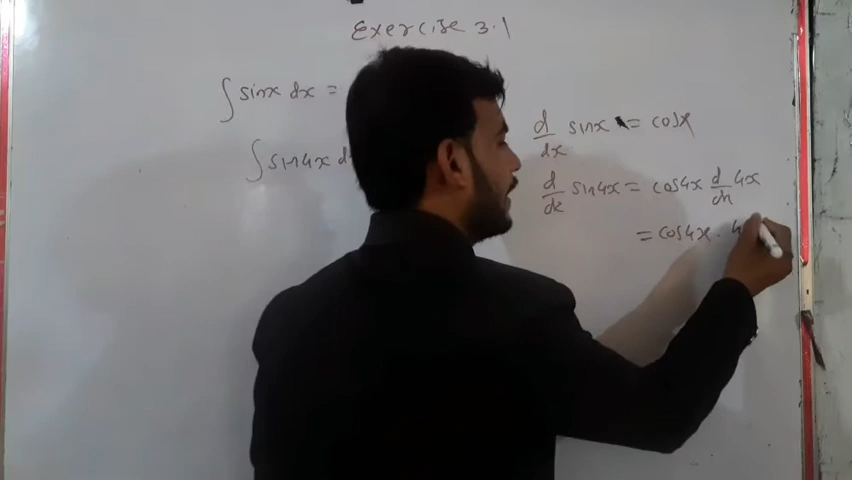 Exercise 3.1
∫ sinx dx =
∫ sin4x d
d/dx sinx = cosx
d/dx sin4x = cos4x d/dx 4x
= cos4x . 4